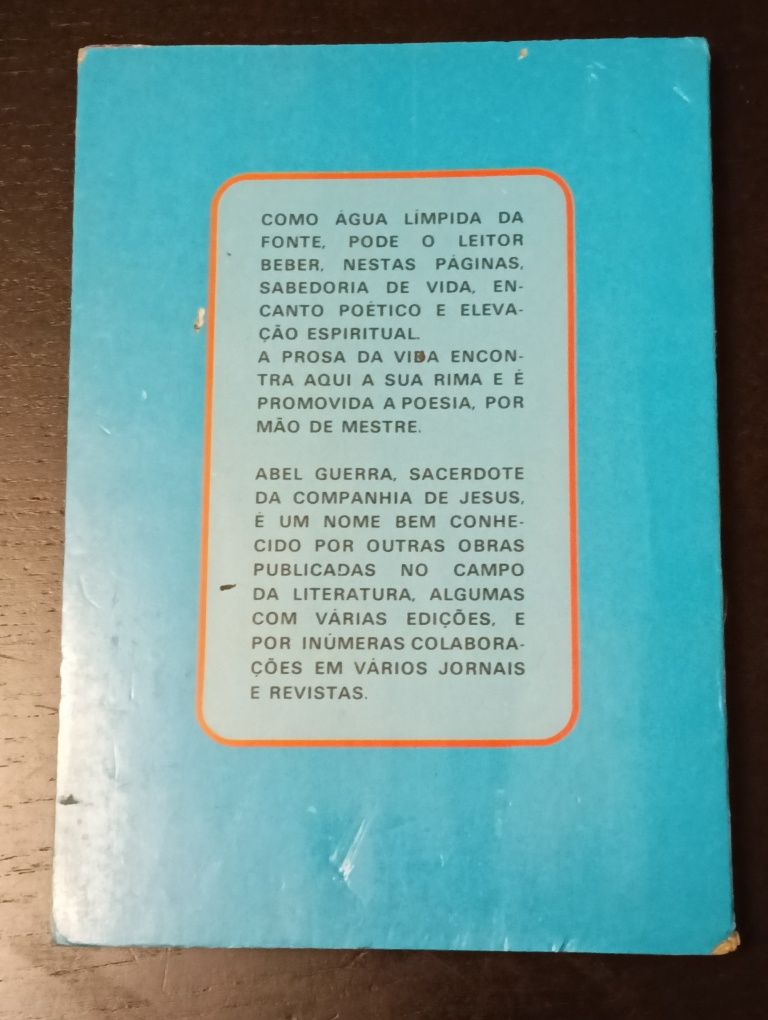 COMO ÁGUA LÍMPIDA DA
FONTE, PODE O LEITOR
BEBER, NESTAS PÁGINAS,
SABEDORIA DE VIDA, EN-
CANTO POÉTICO E ELEVA-
ÇÃO ESPIRITUAL.
A PROSA DA VIDA ENCON-
TRA AQUI A SUA RIMA E É
PROMOVIDA A POESIA, POR
MÃO DE MESTRE.
ABEL GUERRA, SACERDOTE
DA COMPANHIA DE JESUS,
É UM NOME BEM CONHE-
CIDO POR OUTRAS OBRAS
PUBLICADAS NO CAMPO
DA LITERATURA, ALGUMAS
COM VÁRIAS EDIÇÕES, E
POR INÚMERAS COLABORA-
ÇÕES EM VÁRIOS JORNAIS
E REVISTAS.